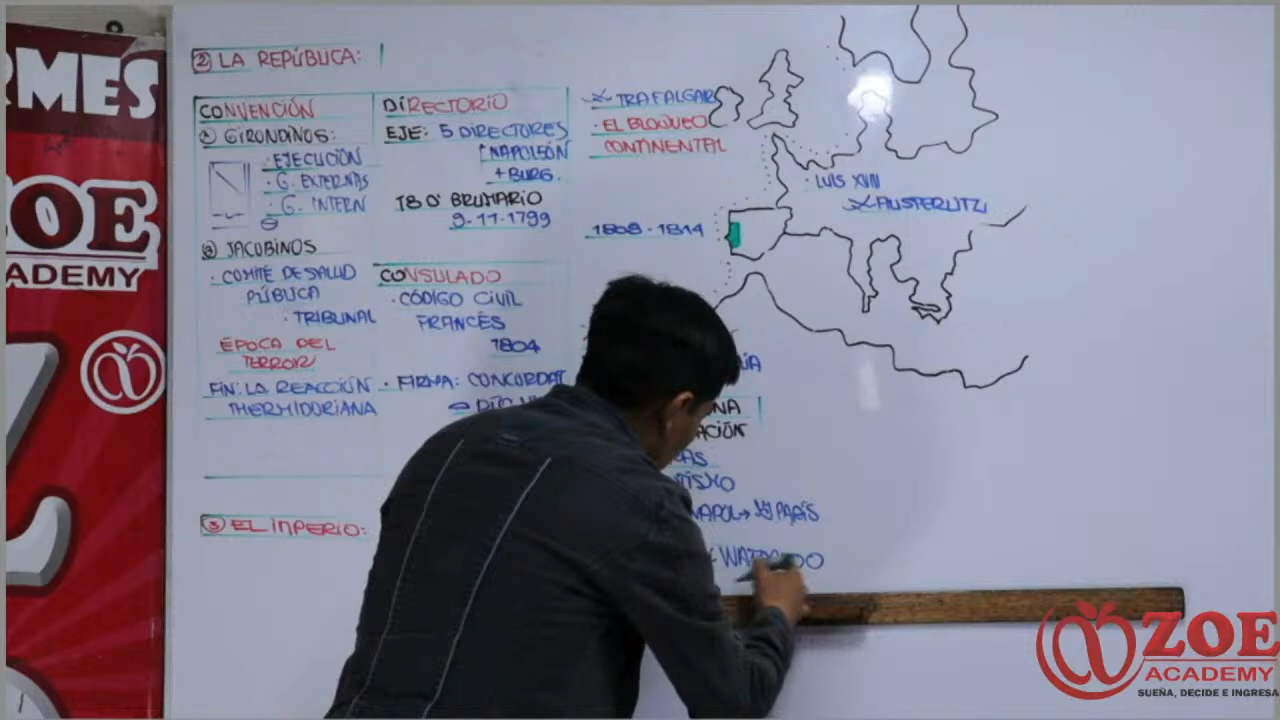 RMES
ZOE
ACADEMY
2 LA REPÚBLICA:
CONVENCIÓN
1 GIRONDINOS:
· EJECUCIÓN
· G. EXTERNAS
· G. INTERN
2 JACOBINOS
· COMITÉ DE SALUD
PÚBLICA
· TRIBUNAL
ÉPOCA DEL
TERROR
FIN: LA REACCIÓN
THERMIDORIANA
3 EL IMPERIO:
DIRECTORIO
EJE: 5 DIRECTORES
NAPOLEÓN
+ BURG.
18 O' BRUMARIO
9-11-1799
CONSULADO
· CÓDIGO CIVIL
FRANCÉS
1804
· FIRMA: CONCORDAT
TRAFALGAR
· EL BLOQUEO
CONTINENTAL
1808 - 1814
· LUIS XVIII
AUSTERLITZ
NAPOL → PARÍS
ZOE
ACADEMY
SUEÑA, DECIDE E INGRESA